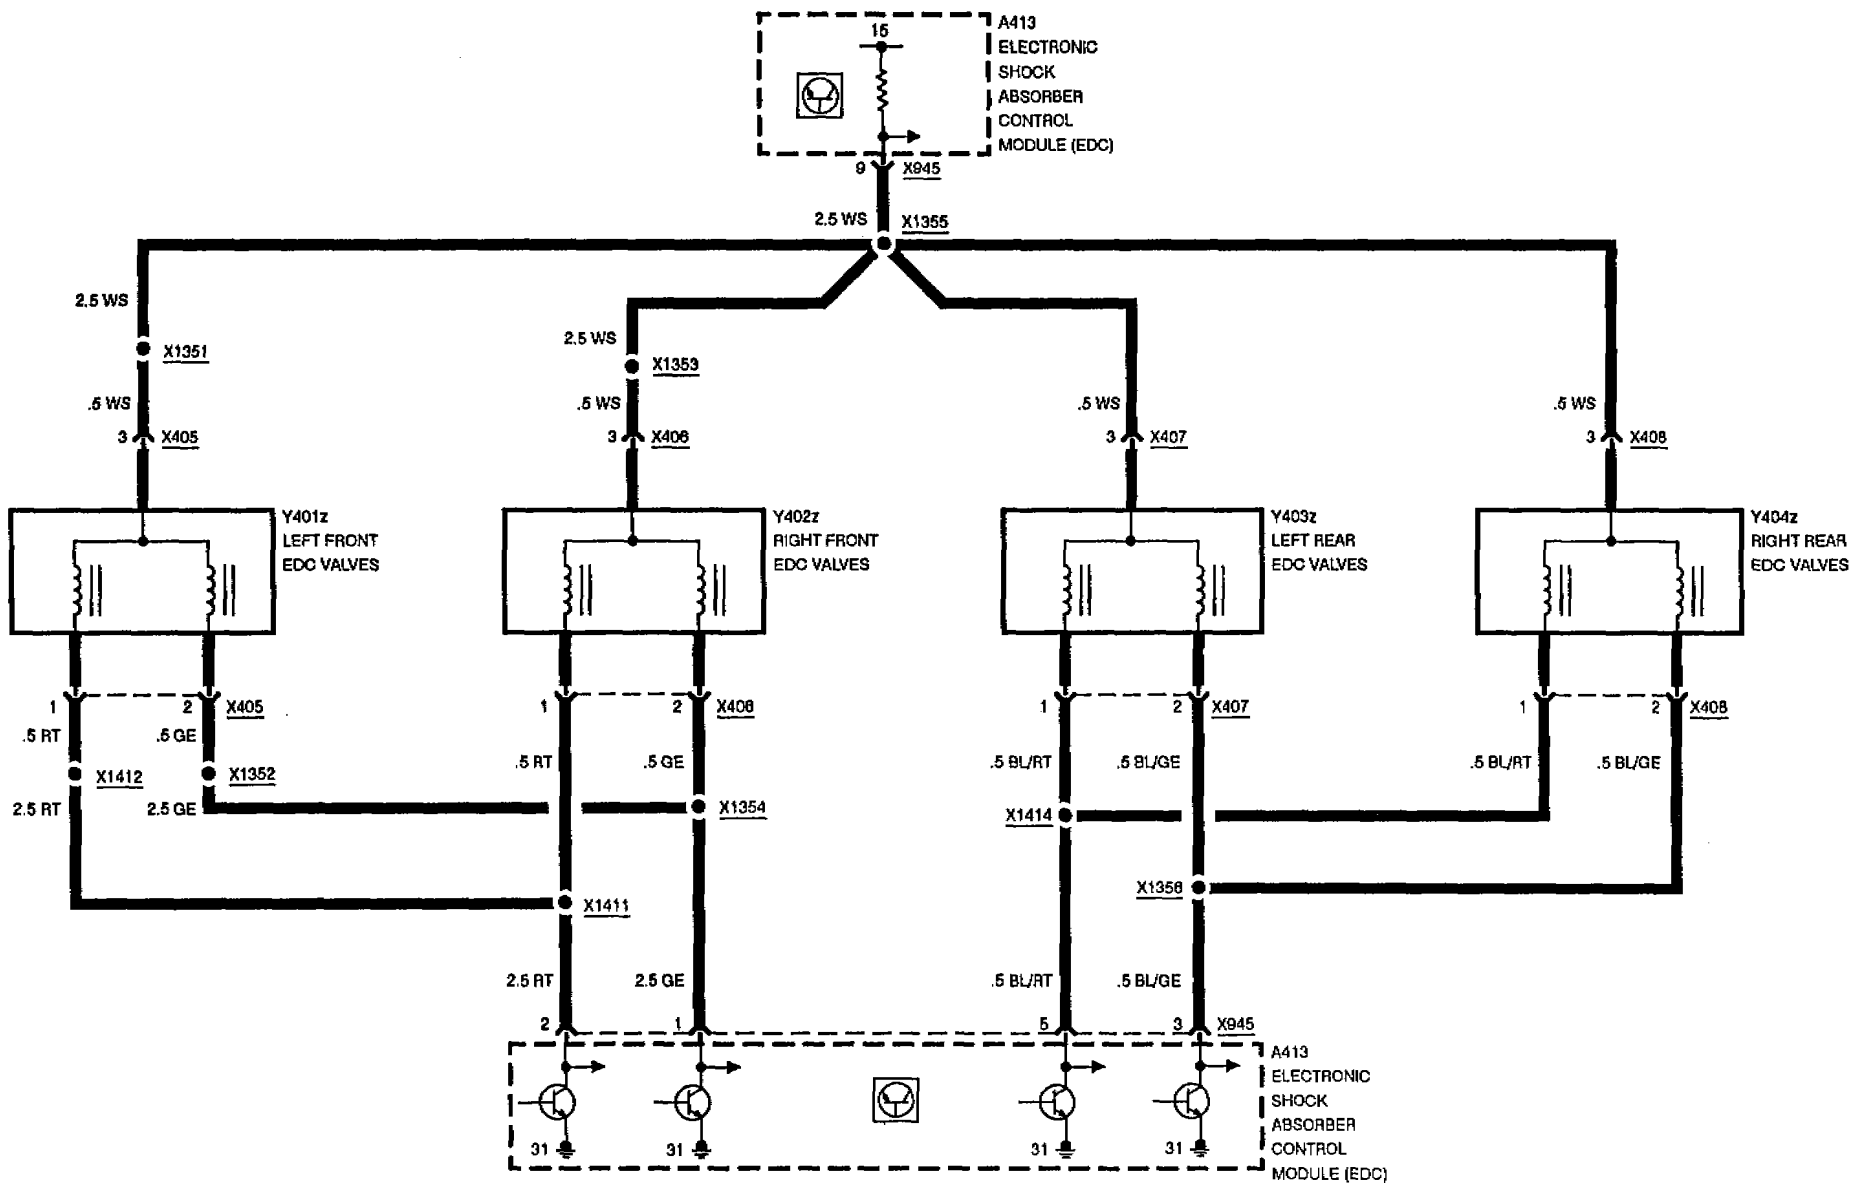 A413
15
ELECTRONIC
SHOCK
ABSORBER
CONTROL
MODULE (EDC)
9 X945
2.5 WS X1355
2.5 WS
2.5 WS
X1351
X1353
.5 WS
.5 WS
.5 WS
.5 WS
3 X405
3 X406
3 X407
3 X408
Y401z
LEFT FRONT
EDC VALVES
Y402z
RIGHT FRONT
EDC VALVES
Y403z
LEFT REAR
EDC VALVES
Y404z
RIGHT REAR
EDC VALVES
1 2 X405
1 2 X406
1 2 X407
1 2 X408
.5 RT .5 GE
.5 RT .5 GE
.5 BL/RT .5 BL/GE
.5 BL/RT .5 BL/GE
X1412 X1352
2.5 RT 2.5 GE
X1354
X1414
X1356
X1411
2.5 RT 2.5 GE
.5 BL/RT .5 BL/GE
2 1 5 3 X945
A413
ELECTRONIC
SHOCK
ABSORBER
CONTROL
MODULE (EDC)
31 31 31 31